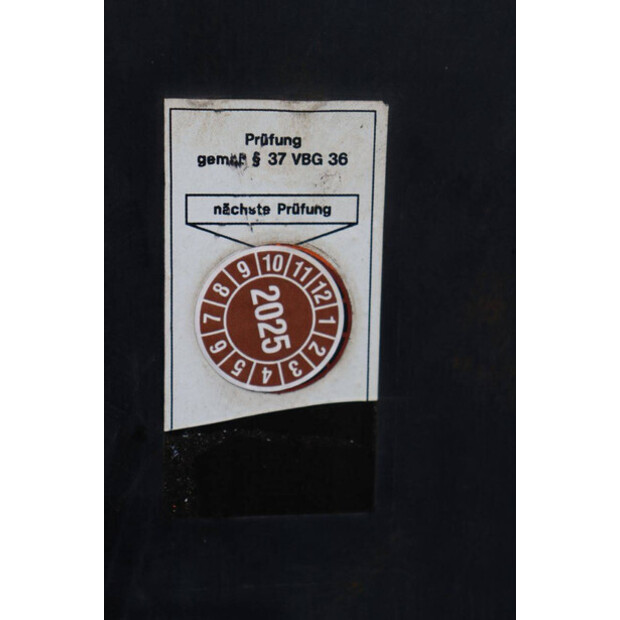 Prüfung
gemäß § 37 VBG 36
nächste Prüfung
1 2 3 4 5 6 7 8 9 10 11 12
2025